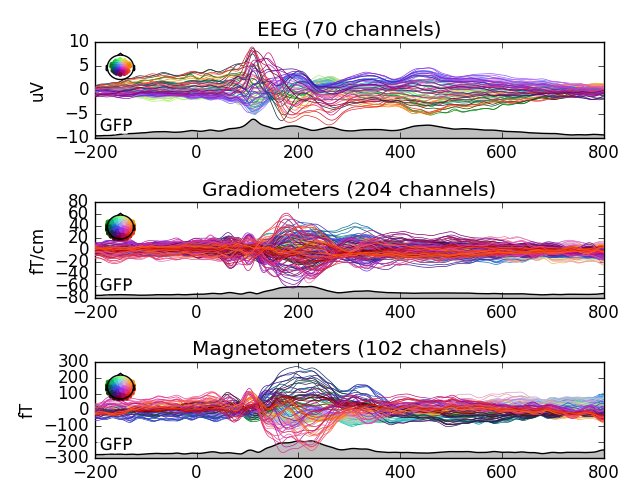 EEG (70 channels)
10
5
0
−5
−10
uV
GFP
−200 0 200 400 600 800
Gradiometers (204 channels)
80
60
40
20
0
−20
−40
−60
−80
fT/cm
GFP
−200 0 200 400 600 800
Magnetometers (102 channels)
300
200
100
0
−100
−200
−300
fT
GFP
−200 0 200 400 600 800